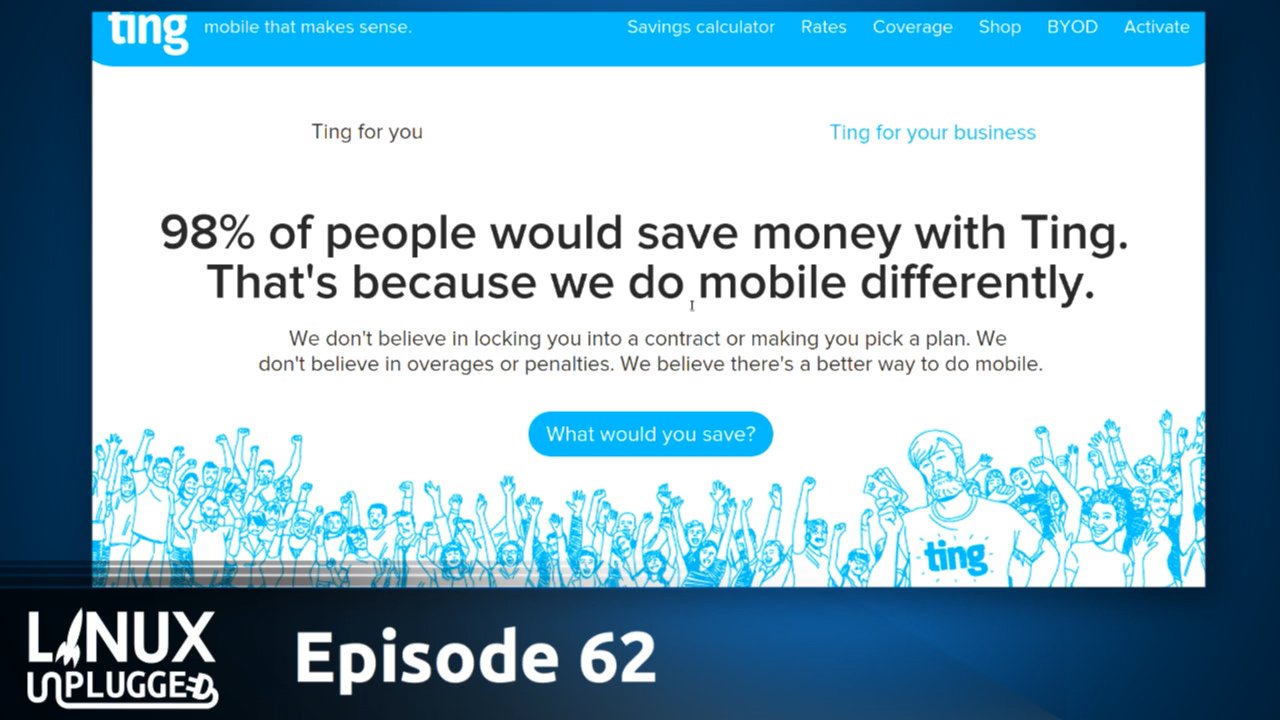 ting mobile that makes sense. Savings calculator Rates Coverage Shop BYOD Activate
Ting for you Ting for your business
98% of people would save money with Ting.
That's because we do mobile differently.
We don't believe in locking you into a contract or making you pick a plan. We
don't believe in overages or penalties. We believe there's a better way to do mobile.
What would you save?
ting
LINUX
UNPLUGGED
Episode 62